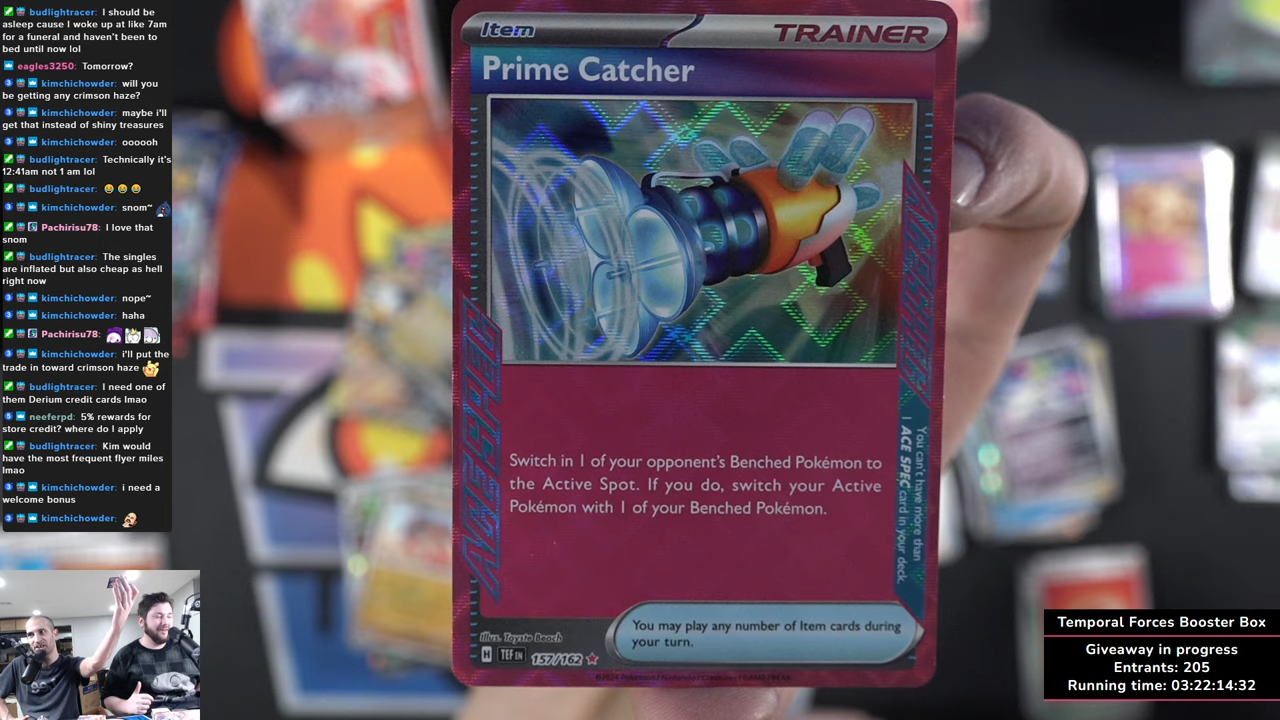 budlightracer: I should be
asleep cause I woke up at like 7am
for a funeral and haven't been to
bed until now lol
eagles3250: Tomorrow?
kimchichowder: will you
be getting any crimson haze?
kimchichowder: maybe i'll
get that instead of shiny treasures
kimchichowder: oooooh
budlightracer: Technically it's
12:41am not 1 am lol
budlightracer:
kimchichowder: snom~
Pachirisu78: I love that
snom
budlightracer: The singles
are inflated but also cheap as hell
right now
kimchichowder: nope~
kimchichowder: haha
Pachirisu78:
kimchichowder: i'll put the
trade in toward crimson haze
budlightracer: I need one of
them Derium credit cards lmao
neeferpd: 5% rewards for
store credit? where do I apply
budlightracer: Kim would
have the most frequent flyer miles
lmao
kimchichowder: i need a
welcome bonus
kimchichowder:
Item
TRAINER
Prime Catcher
Switch in 1 of your opponent's Benched Pokémon to
the Active Spot. If you do, switch your Active
Pokémon with 1 of your Benched Pokémon.
ACE SPEC
ACE SPEC
You can't have more than
1 ACE SPEC card in your deck.
You may play any number of Item cards during
your turn.
Illus. Toyste Beach
H TEF EN 157/162
©2024 Pokémon / Nintendo / Creatures / GAME FREAK
Temporal Forces Booster Box
Giveaway in progress
Entrants: 205
Running time: 03:22:14:32